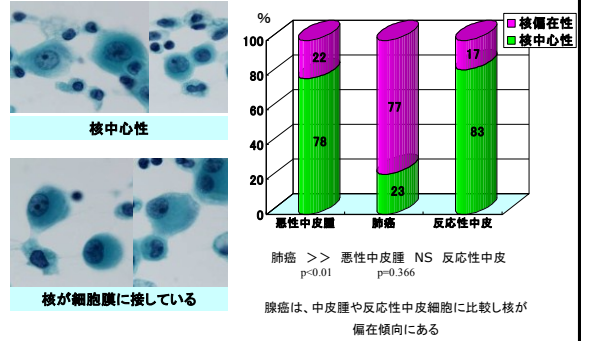 核中心性
核が細胞膜に接している
%
核偏在性
核中心性
100
80
60
40
20
0
22
78
77
23
17
83
悪性中皮腫 肺癌 反応性中皮
肺癌 >> 悪性中皮腫 NS 反応性中皮
p<0.01 p=0.366
腺癌は、中皮腫や反応性中皮細胞に比較し核が
偏在傾向にある